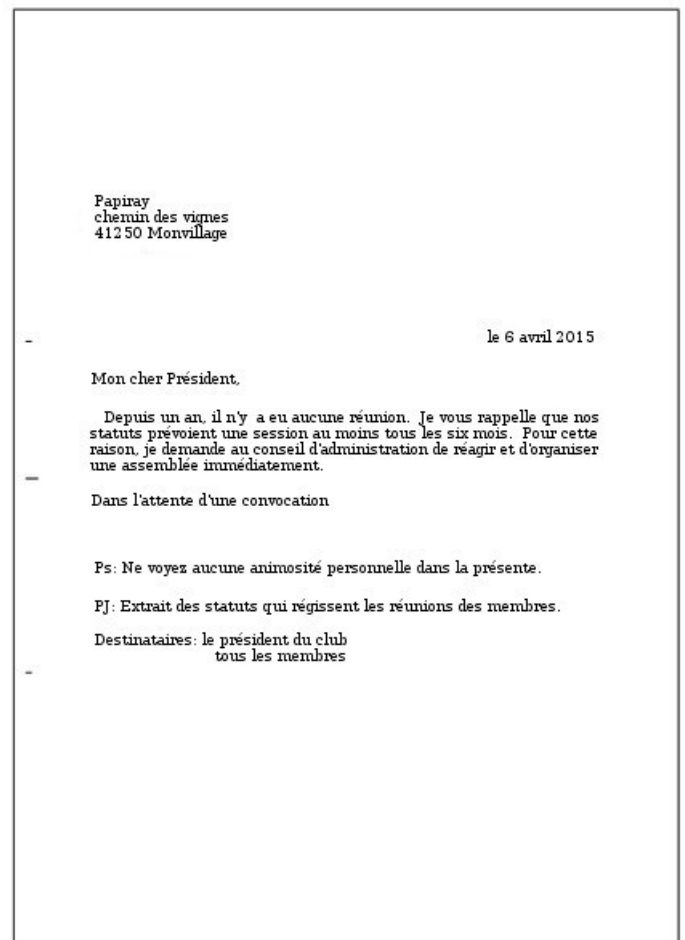 Papiray
chemin des vignes
41250 Monvillage
le 6 avril 2015
Mon cher Président,
Depuis un an, il n'y  a eu aucune réunion.  Je vous rappelle que nos
statuts prévoient une session au moins tous les six mois.  Pour cette
raison, je demande au conseil d'administration de réagir et d'organiser
une assemblée immédiatement.
Dans l'attente d'une convocation
Ps: Ne voyez aucune animosité personnelle dans la présente.
PJ: Extrait des statuts qui régissent les réunions des membres.
Destinataires: le président du club
tous les membres